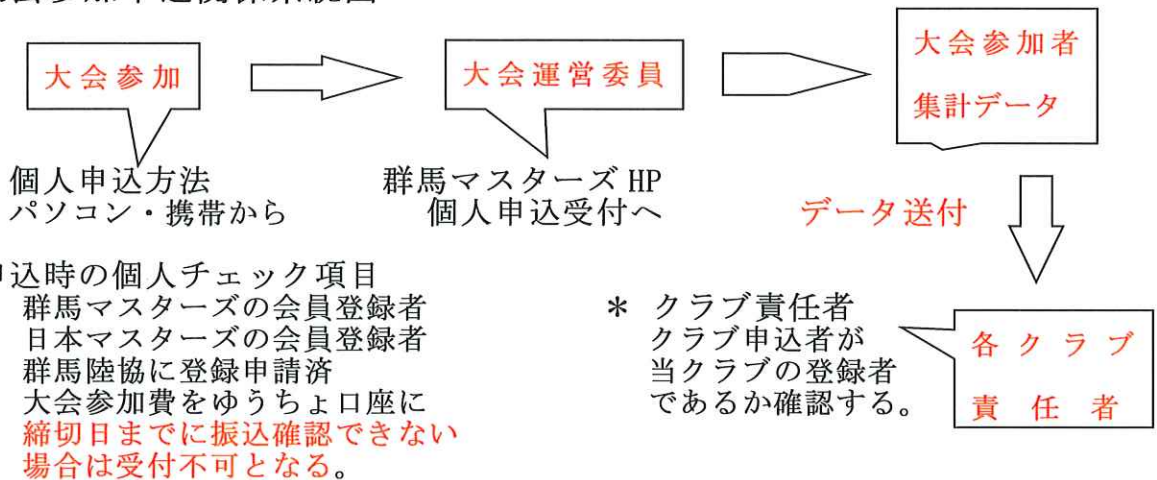 大会参加
大会運営委員
大会参加者
集計データ
個人申込方法
パソコン・携帯から
群馬マスターズ HP
個人申込受付へ
データ送付
申込時の個人チェック項目
群馬マスターズの会員登録者
日本マスターズの会員登録者
群馬陸協に登録申請済
大会参加費をゆうちょ口座に
締切日までに振込確認できない
場合は受付不可となる。
* クラブ責任者
クラブ申込者が
当クラブの登録者
であるか確認する。
各クラブ
責任者